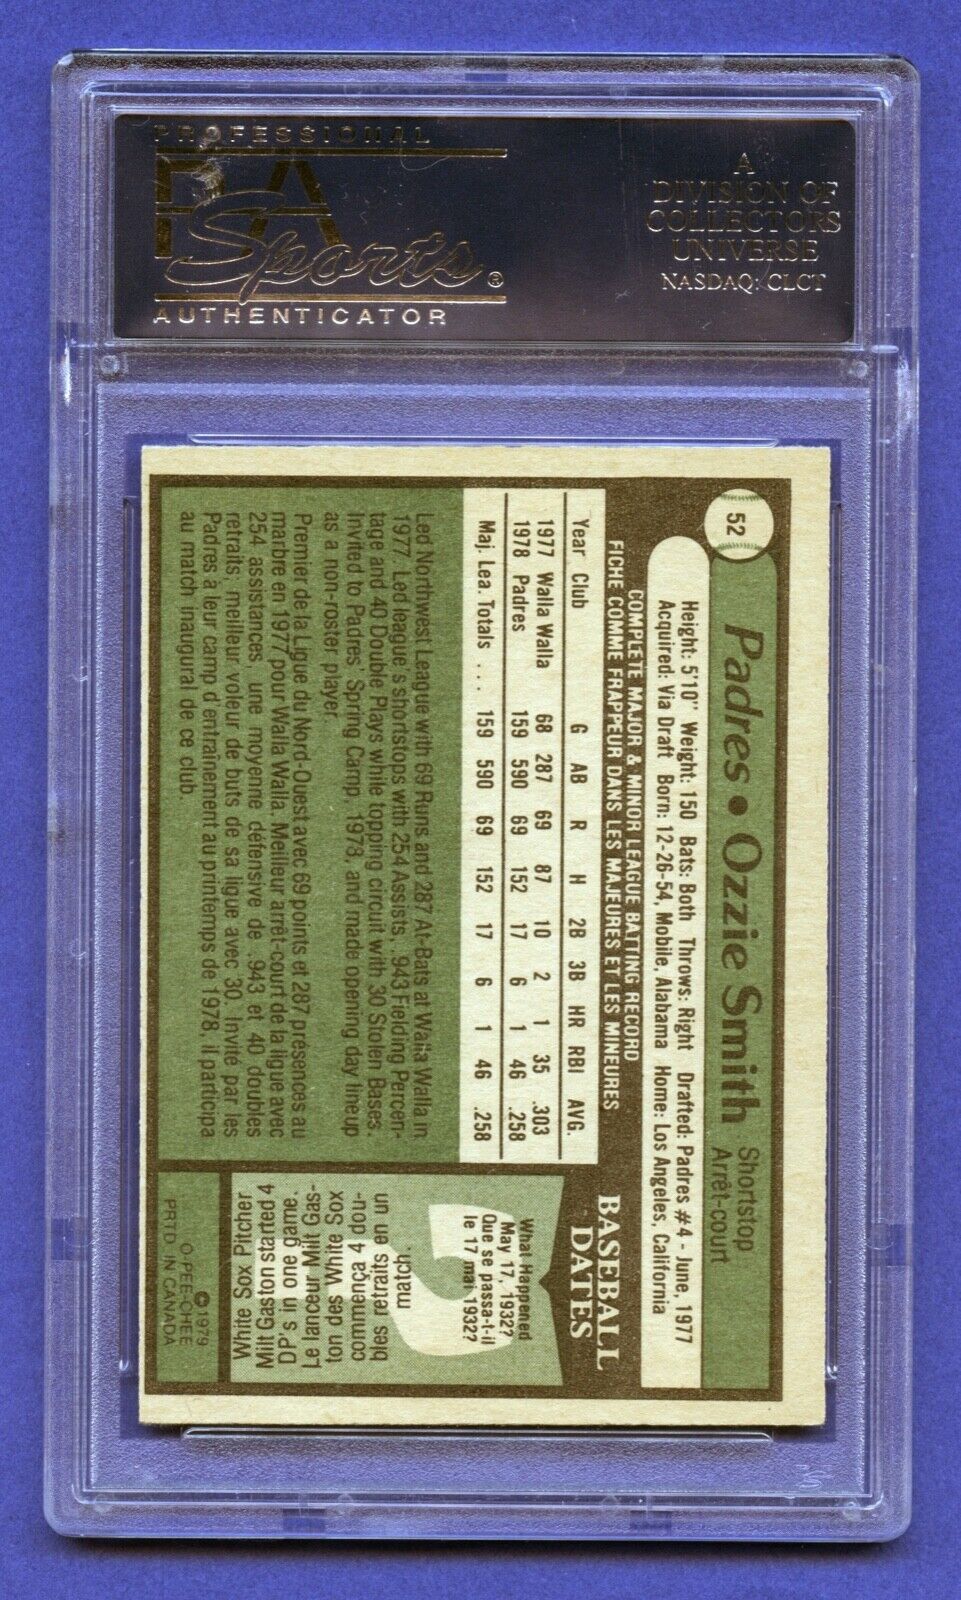 PROFESSIONAL
PSA
Sports®
AUTHENTICATOR
A
DIVISION OF
COLLECTORS
UNIVERSE
NASDAQ: CLCT
52
Padres • Ozzie Smith
Shortstop
Arrêt-court
Height: 5'10" Weight: 150 Bats: Both Throws: Right Drafted: Padres #4 - June, 1977
Acquired: Via Draft Born: 12-26-54, Mobile, Alabama Home: Los Angeles, California
COMPLETE MAJOR & MINOR LEAGUE BATTING RECORD
FICHE COMME FRAPPEUR DANS LES MAJEURES ET LES MINEURES
Year Club G AB R H 2B 3B HR RBI AVG.
1977 Walla Walla 68 287 69 87 10 2 1 35 .303
1978 Padres 159 590 69 152 17 6 1 46 .258
Maj. Lea. Totals . . . 159 590 69 152 17 6 1 46 .258
Led Northwest League with 69 Runs and 287 At-Bats at Walla Walla in
1977. Led league's shortstops with 254 Assists, .943 Fielding Percen-
tage and 40 Double Plays while topping circuit with 30 Stolen Bases.
Invited to Padres' Spring Camp, 1978, and made opening day lineup
as a non-roster player.
Premier de la Ligue du Nord-Ouest avec 69 points et 287 présences au
marbre en 1977 pour Walla Walla. Meilleur arrêt-court de la ligue avec
254 assistances, une moyenne défensive de .943 et 40 doubles
retraits; meilleur voleur de buts de sa ligue avec 30. Invité par les
Padres à leur camp d'entraînement au printemps de 1978, il participa
au match inaugural de ce club.
BASEBALL
DATES
What Happened
May 17, 1932?
Que se passa-t-il
le 17 mai 1932?
White Sox Pitcher
Milt Gaston started 4
DP's in one game.
Le lanceur Milt Gas-
ton des White Sox
commença 4 dou-
bles retraits en un
match.
©1979
O-PEE-CHEE
PRTD IN CANADA